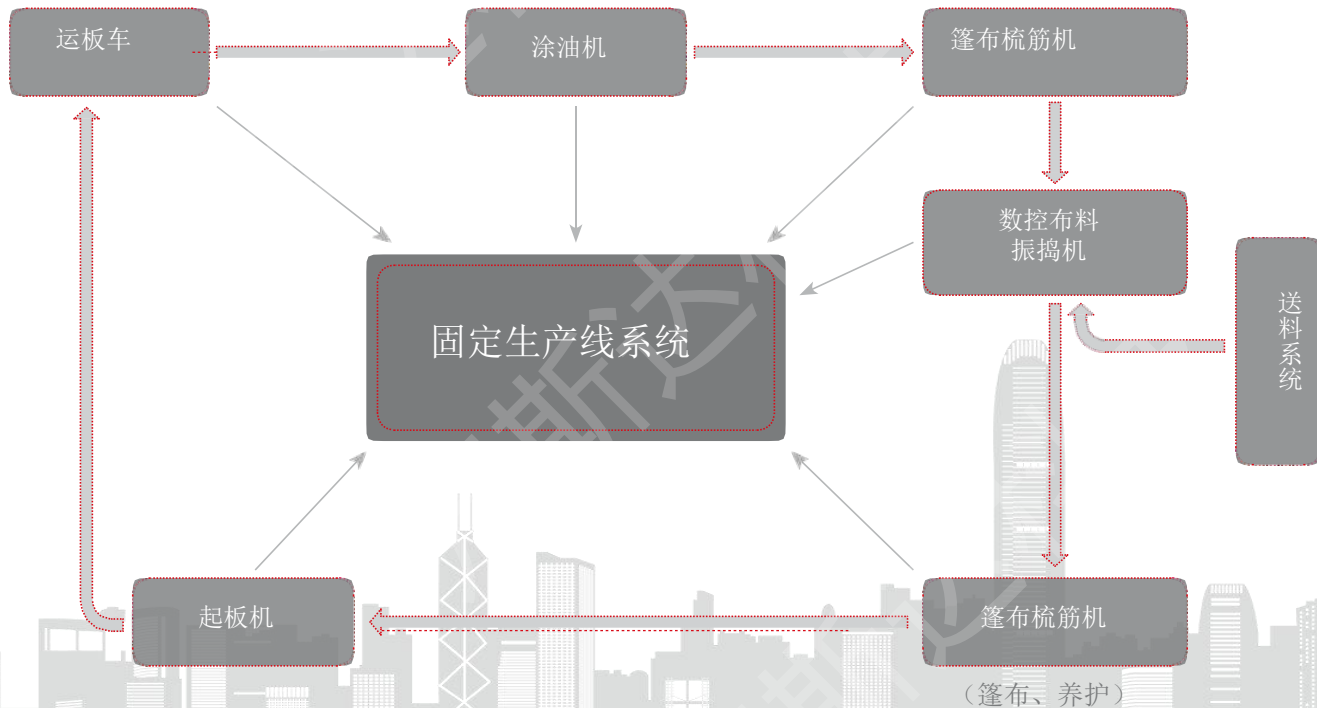 运板车
涂油机
篷布梳筋机
数控布料
振捣机
送料系统
固定生产线系统
起板机
篷布梳筋机
（篷布、养护）